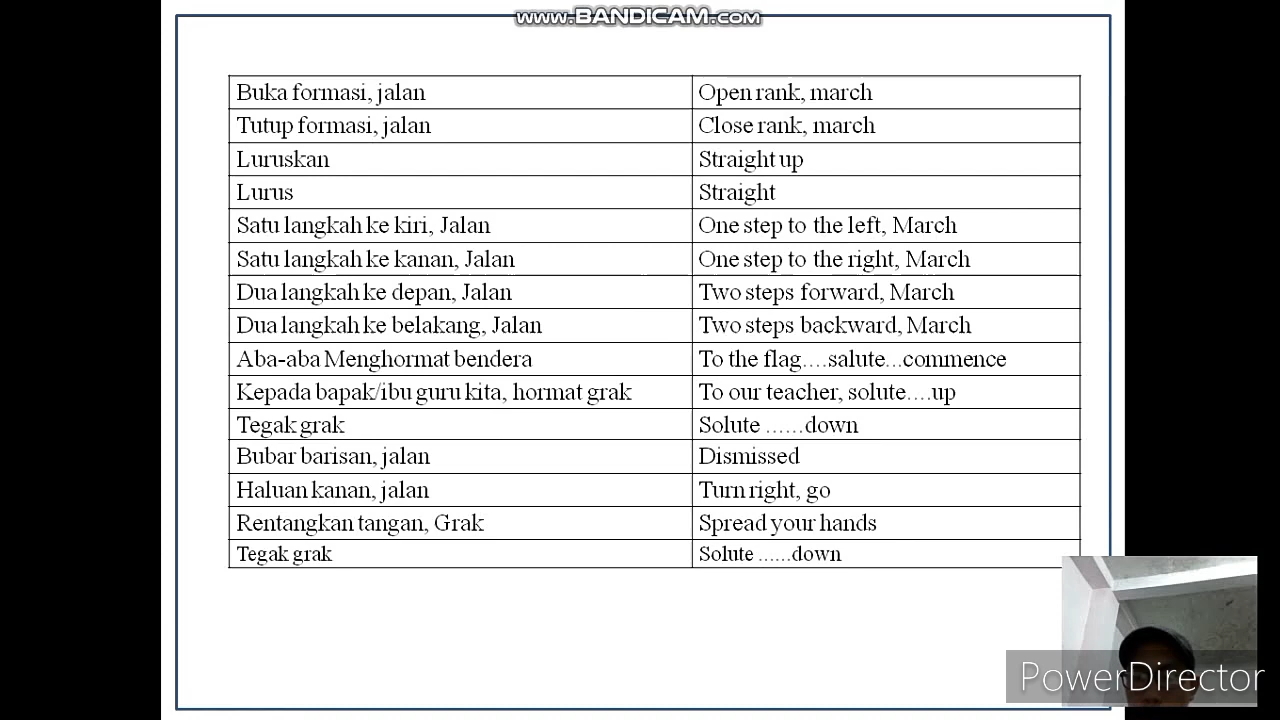 www.BANDICAM.com
Buka formasi, jalan Open rank, march
Tutup formasi, jalan Close rank, march
Luruskan Straight up
Lurus Straight
Satu langkah ke kiri, Jalan One step to the left, March
Satu langkah ke kanan, Jalan One step to the right, March
Dua langkah ke depan, Jalan Two steps forward, March
Dua langkah ke belakang, Jalan Two steps backward, March
Aba-aba Menghormat bendera To the flag....salute...commence
Kepada bapak/ibu guru kita, hormat grak To our teacher, solute....up
Tegak grak Solute ......down
Bubar barisan, jalan Dismissed
Haluan kanan, jalan Turn right, go
Rentangkan tangan, Grak Spread your hands
Tegak grak Solute ......down
PowerDirector